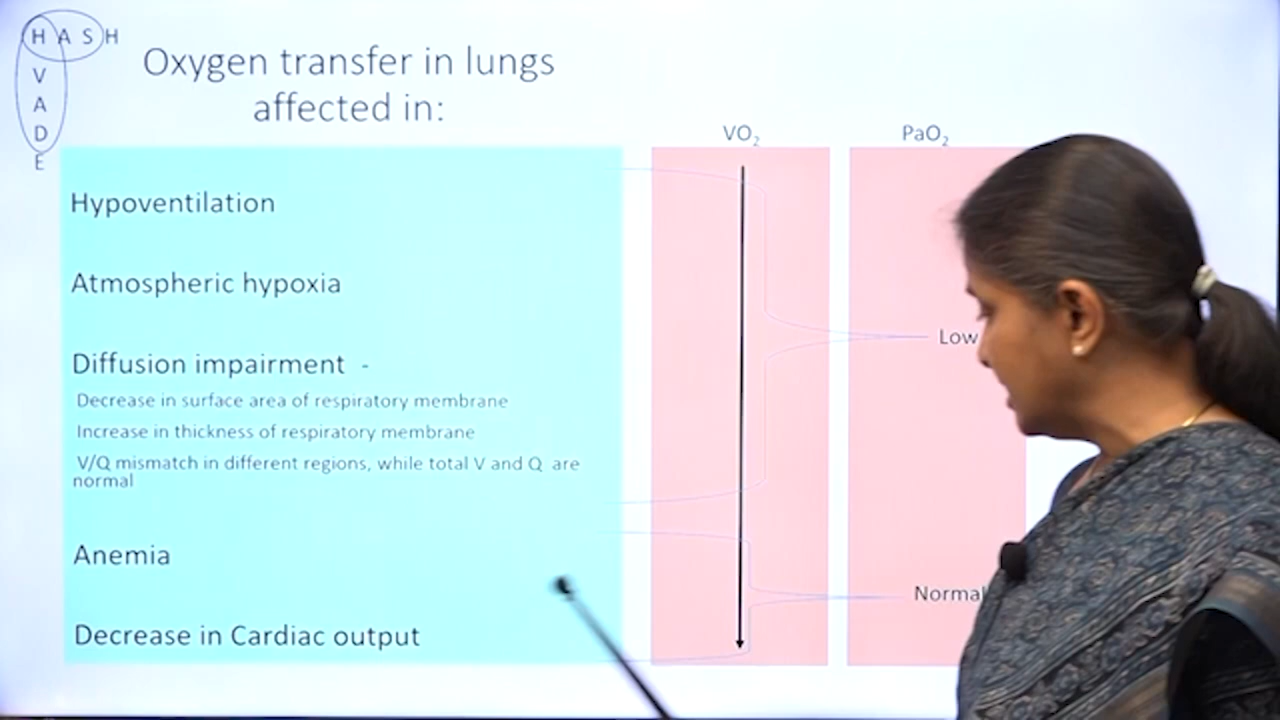 H A S H
V
A
D
E
Oxygen transfer in lungs
affected in:
VO₂
PaO₂
Hypoventilation
Atmospheric hypoxia
Low
Diffusion impairment -
Decrease in surface area of respiratory membrane
Increase in thickness of respiratory membrane
V/Q mismatch in different regions, while total V and Q are
normal
Anemia
Normal
Decrease in Cardiac output